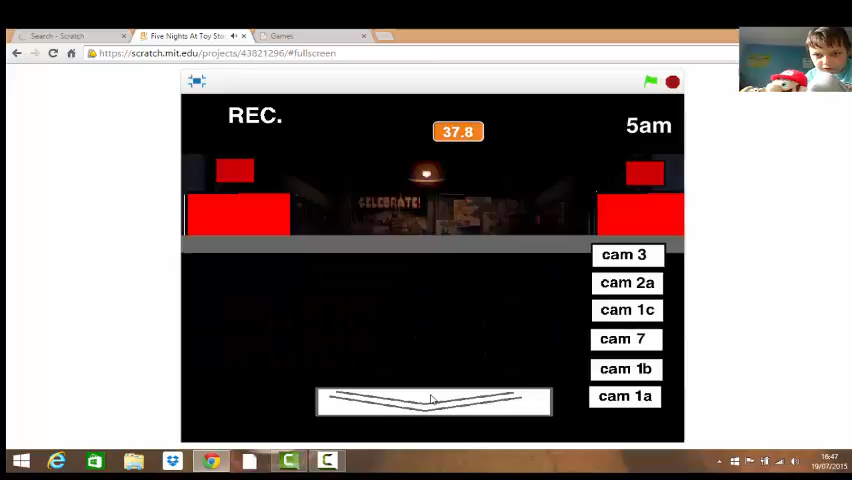 Search - Scratch
Five Nights At Toy Sto
Games
https://scratch.mit.edu/projects/43821296/#fullscreen
REC.
37.8
5am
CELEBRATE!
cam 3
cam 2a
cam 1c
cam 7
cam 1b
cam 1a
16:47
19/07/2015